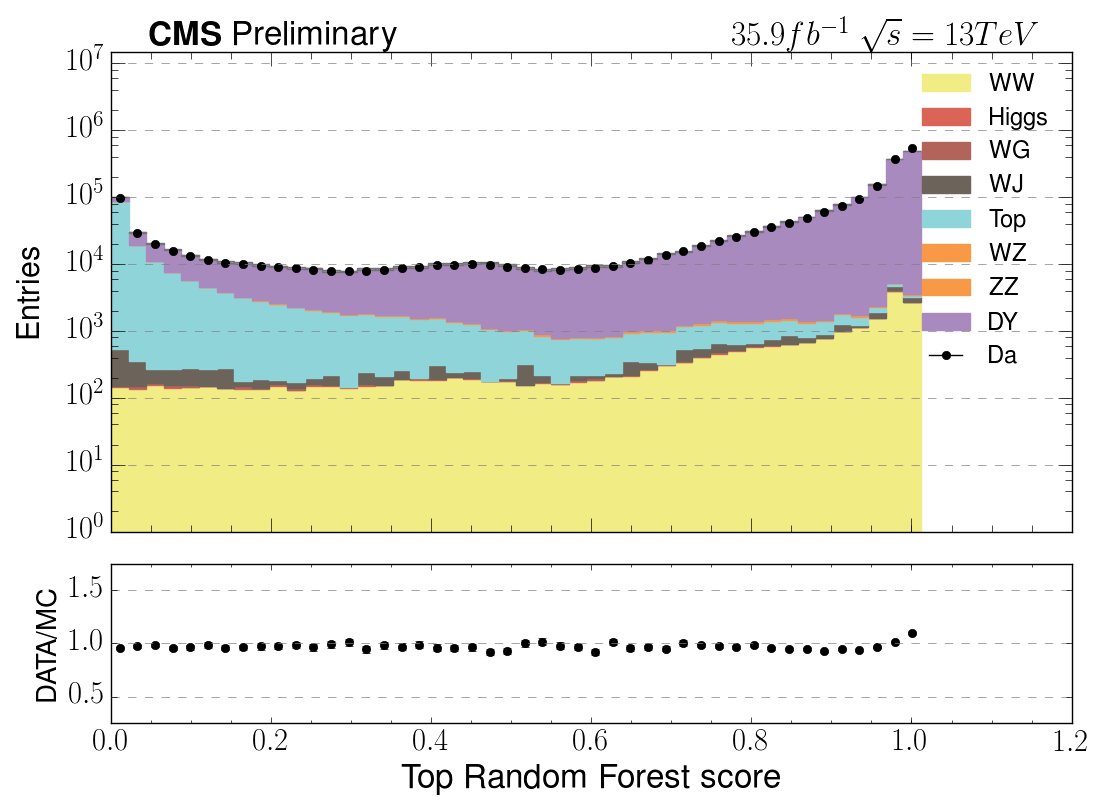 CMS Preliminary
35.9fb⁻¹ √s = 13TeV
10⁷
10⁶
10⁵
10⁴
10³
10²
10¹
10⁰
Entries
WW
Higgs
WG
WJ
Top
WZ
ZZ
DY
Da
1.5
1.0
0.5
DATA/MC
0.0 0.2 0.4 0.6 0.8 1.0 1.2
Top Random Forest score